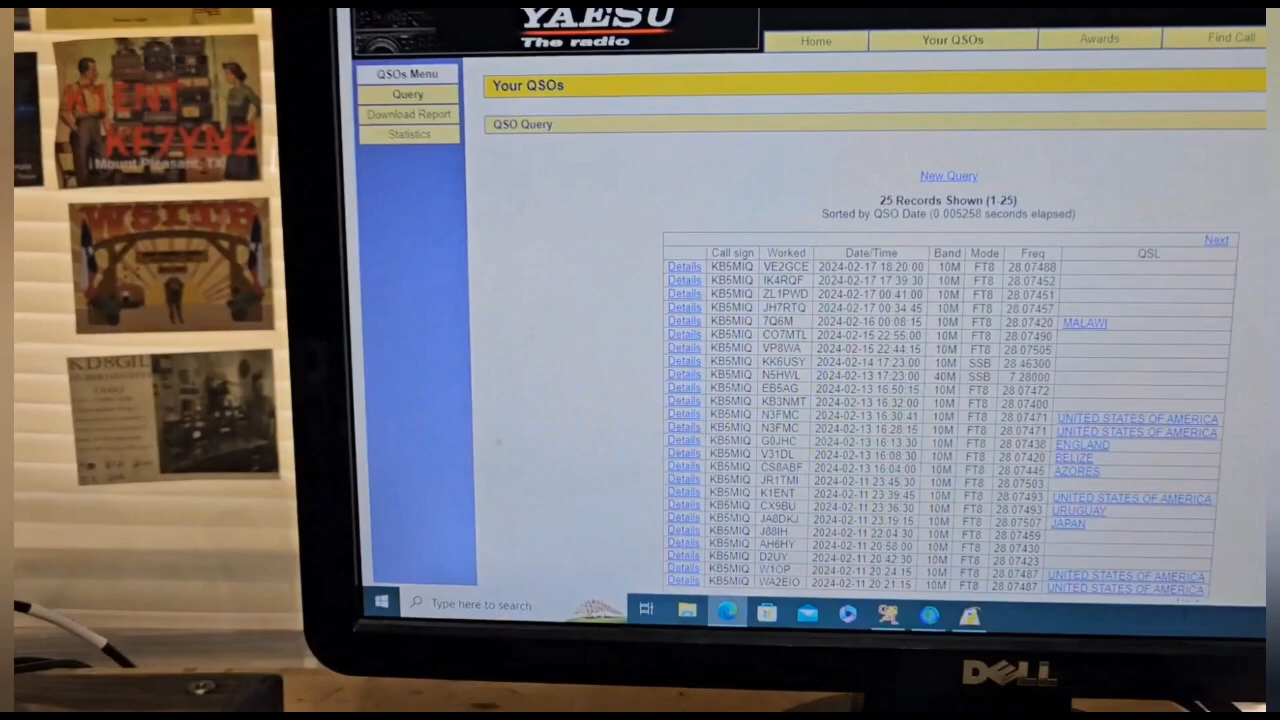 YAESU
The radio
Home Your QSOs Awards Find Call
QSOs Menu
Query
Download Report
Statistics
Your QSOs
QSO Query
New Query
25 Records Shown (1-25)
Sorted by QSO Date (0.005258 seconds elapsed)
Next
Call sign Worked Date/Time Band Mode Freq QSL
Details KB5MIQ VE2GCE 2024-02-17 18:20:00 10M FT8 28.07488
Details KB5MIQ IK4RQF 2024-02-17 17:39:30 10M FT8 28.07452
Details KB5MIQ ZL1PWD 2024-02-17 00:41:00 10M FT8 28.07451
Details KB5MIQ JH7RTQ 2024-02-17 00:34:45 10M FT8 28.07457
Details KB5MIQ 7Q6M 2024-02-16 00:08:15 10M FT8 28.07420 MALAWI
Details KB5MIQ CO7MTL 2024-02-15 22:55:00 10M FT8 28.07490
Details KB5MIQ VP8WA 2024-02-15 22:44:15 10M FT8 28.07505
Details KB5MIQ KK6USY 2024-02-14 17:23:00 10M SSB 28.46300
Details KB5MIQ N5HWL 2024-02-13 17:23:00 40M SSB 7.28000
Details KB5MIQ EB5AG 2024-02-13 16:50:15 10M FT8 28.07472
Details KB5MIQ KB3NMT 2024-02-13 16:32:00 10M FT8 28.07400
Details KB5MIQ N3FMC 2024-02-13 16:30:41 10M FT8 28.07471 UNITED STATES OF AMERICA
Details KB5MIQ N3FMC 2024-02-13 16:28:15 10M FT8 28.07471 UNITED STATES OF AMERICA
Details KB5MIQ G0JHC 2024-02-13 16:13:30 10M FT8 28.07438 ENGLAND
Details KB5MIQ V31DL 2024-02-13 16:08:30 10M FT8 28.07420 BELIZE
Details KB5MIQ CS8ABF 2024-02-13 16:04:00 10M FT8 28.07445 AZORES
Details KB5MIQ JR1TMI 2024-02-11 23:45:30 10M FT8 28.07503
Details KB5MIQ K1ENT 2024-02-11 23:39:45 10M FT8 28.07493 UNITED STATES OF AMERICA
Details KB5MIQ CX9BU 2024-02-11 23:36:30 10M FT8 28.07493 URUGUAY
Details KB5MIQ JA8DKJ 2024-02-11 23:19:15 10M FT8 28.07507 JAPAN
Details KB5MIQ J88IH 2024-02-11 22:04:30 10M FT8 28.07459
Details KB5MIQ AH6HY 2024-02-11 20:58:00 10M FT8 28.07430
Details KB5MIQ D2UY 2024-02-11 20:42:30 10M FT8 28.07423
Details KB5MIQ W1OP 2024-02-11 20:24:15 10M FT8 28.07487 UNITED STATES OF AMERICA
Details KB5MIQ WA2EIO 2024-02-11 20:21:15 10M FT8 28.07487 UNITED STATES OF AMERICA
Type here to search
DELL
K1ENT
KF7YNZ
Mount Pleasant, TX
KD8GIL